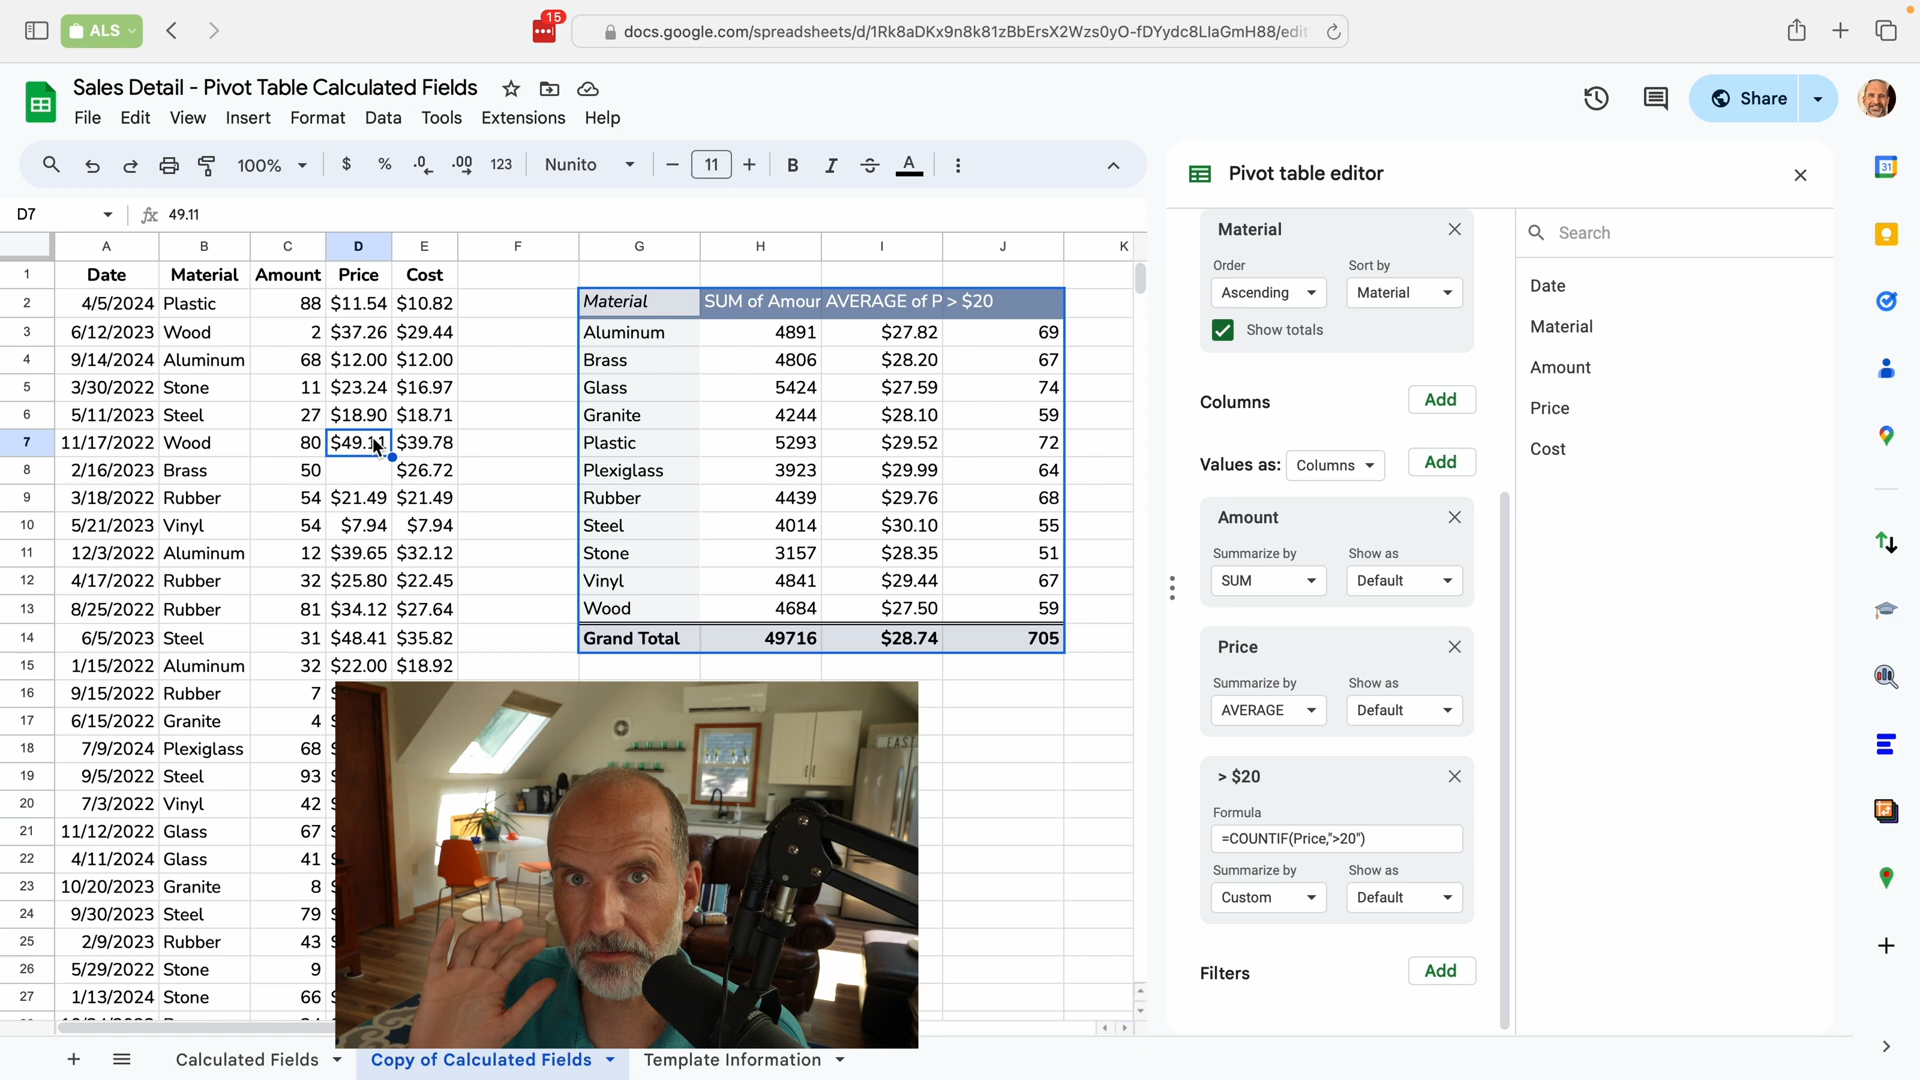 ALS
15
docs.google.com/spreadsheets/d/1Rk8aDKx9n8k81zBbErsX2Wzs0yO-fDYydc8LIaGmH88/edit
Sales Detail - Pivot Table Calculated Fields
File Edit View Insert Format Data Tools Extensions Help
Share
100% $ % .0 .00 123 Nunito 11 B I S A
Pivot table editor
D7 fx 49.11
A B C D E F G H I J K
1 Date Material Amount Price Cost
2 4/5/2024 Plastic 88 $11.54 $10.82 Material SUM of Amour AVERAGE of P > $20
3 6/12/2023 Wood 2 $37.26 $29.44 Aluminum 4891 $27.82 69
4 9/14/2024 Aluminum 68 $12.00 $12.00 Brass 4806 $28.20 67
5 3/30/2022 Stone 11 $23.24 $16.97 Glass 5424 $27.59 74
6 5/11/2023 Steel 27 $18.90 $18.71 Granite 4244 $28.10 59
7 11/17/2022 Wood 80 $49.11 $39.78 Plastic 5293 $29.52 72
8 2/16/2023 Brass 50 $26.72 Plexiglass 3923 $29.99 64
9 3/18/2022 Rubber 54 $21.49 $21.49 Rubber 4439 $29.76 68
10 5/21/2023 Vinyl 54 $7.94 $7.94 Steel 4014 $30.10 55
11 12/3/2022 Aluminum 12 $39.65 $32.12 Stone 3157 $28.35 51
12 4/17/2022 Rubber 32 $25.80 $22.45 Vinyl 4841 $29.44 67
13 8/25/2022 Rubber 81 $34.12 $27.64 Wood 4684 $27.50 59
14 6/5/2023 Steel 31 $48.41 $35.82 Grand Total 49716 $28.74 705
15 1/15/2022 Aluminum 32 $22.00 $18.92
16 9/15/2022 Rubber 7
17 6/15/2022 Granite 4
18 7/9/2024 Plexiglass 68
19 9/5/2022 Steel 93
20 7/3/2022 Vinyl 42
21 11/12/2022 Glass 67
22 4/11/2024 Glass 41
23 10/20/2023 Granite 8
24 9/30/2023 Steel 79
25 2/9/2023 Rubber 43
26 5/29/2022 Stone 9
27 1/13/2024 Stone 66
EAST
Material
Order Sort by
Ascending Material
Show totals
Columns Add
Values as: Columns Add
Amount
Summarize by Show as
SUM Default
Price
Summarize by Show as
AVERAGE Default
> $20
Formula
=COUNTIF(Price,">20")
Summarize by Show as
Custom Default
Filters Add
Search
Date
Material
Amount
Price
Cost
31
Calculated Fields Copy of Calculated Fields Template Information